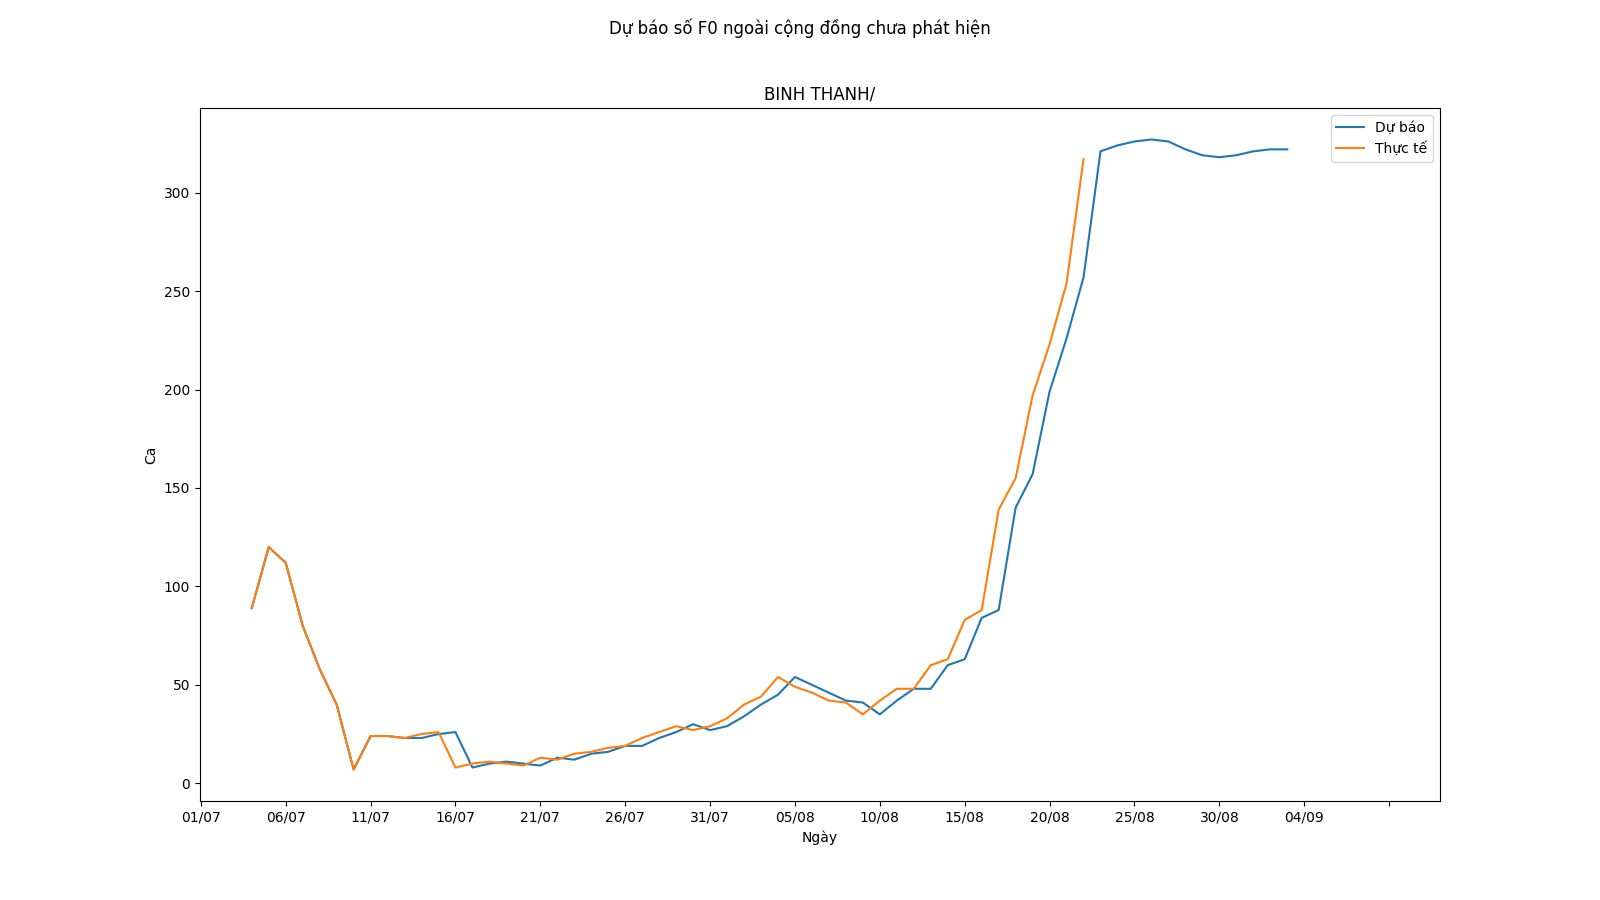 Dự báo số F0 ngoài cộng đồng chưa phát hiện
BINH THANH/
Dự báo
Thực tế
300
250
200
150
100
50
0
Ca
01/07 06/07 11/07 16/07 21/07 26/07 31/07 05/08 10/08 15/08 20/08 25/08 30/08 04/09
Ngày